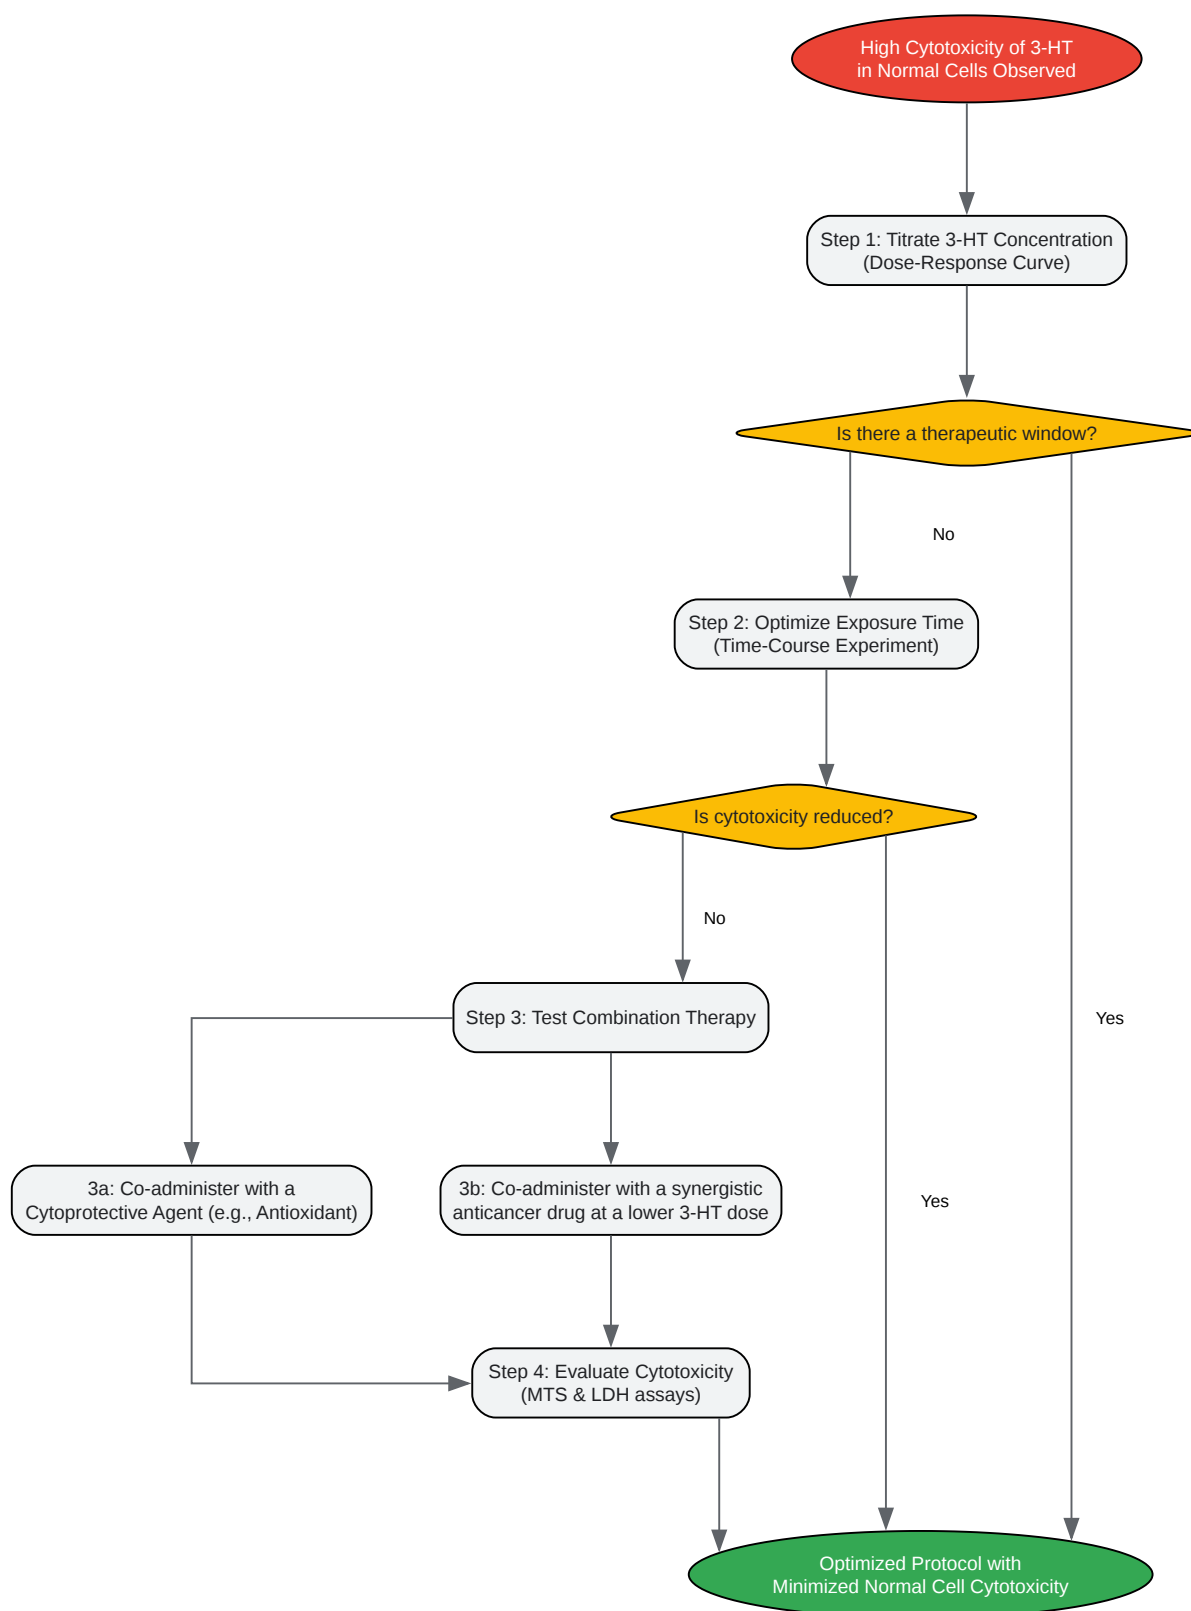 High Cytotoxicity of 3-HT
in Normal Cells Observed
Step 1: Titrate 3-HT Concentration
(Dose-Response Curve)
Is there a therapeutic window?
No
Step 2: Optimize Exposure Time
(Time-Course Experiment)
Is cytotoxicity reduced?
No
Step 3: Test Combination Therapy
Yes
3a: Co-administer with a
Cytoprotective Agent (e.g., Antioxidant)
3b: Co-administer with a synergistic
anticancer drug at a lower 3-HT dose
Yes
Step 4: Evaluate Cytotoxicity
(MTS & LDH assays)
Optimized Protocol with
Minimized Normal Cell Cytotoxicity